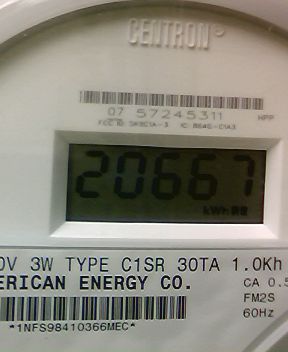 CENTRON
07 57245311 HPP
20667
kWh
0V 3W TYPE C1SR 30TA 1.0Kh
ERICAN ENERGY CO.
CA 0.5
FM2S
60Hz
*1NFS98410366MEC*